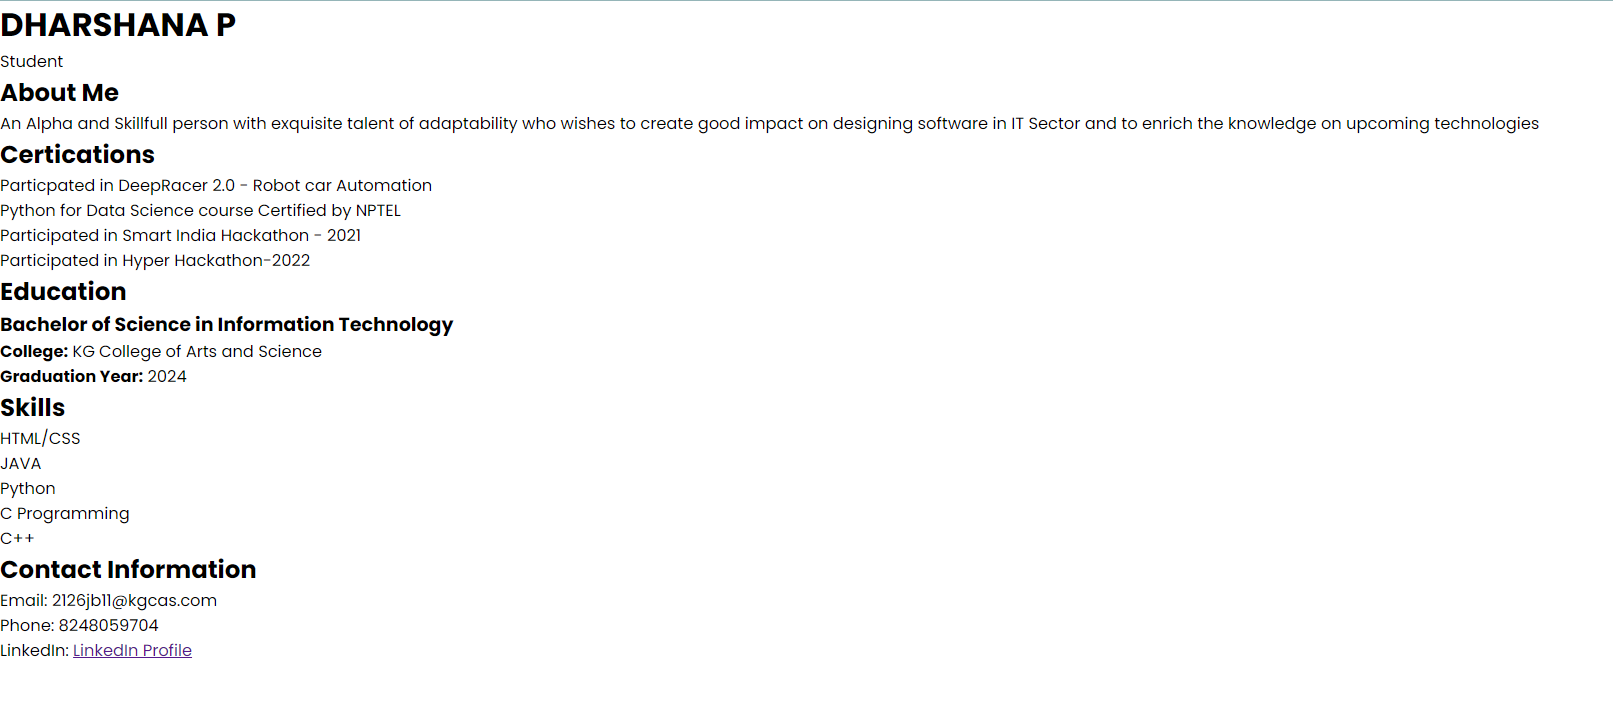 DHARSHANA P
Student
About Me
An Alpha and Skillfull person with exquisite talent of adaptability who wishes to create good impact on designing software in IT Sector and to enrich the knowledge on upcoming technologies
Certications
Particpated in DeepRacer 2.0 - Robot car Automation
Python for Data Science course Certified by NPTEL
Participated in Smart India Hackathon - 2021
Participated in Hyper Hackathon-2022
Education
Bachelor of Science in Information Technology
College: KG College of Arts and Science
Graduation Year: 2024
Skills
HTML/CSS
JAVA
Python
C Programming
C++
Contact Information
Email: 2126jb11@kgcas.com
Phone: 8248059704
LinkedIn: LinkedIn Profile